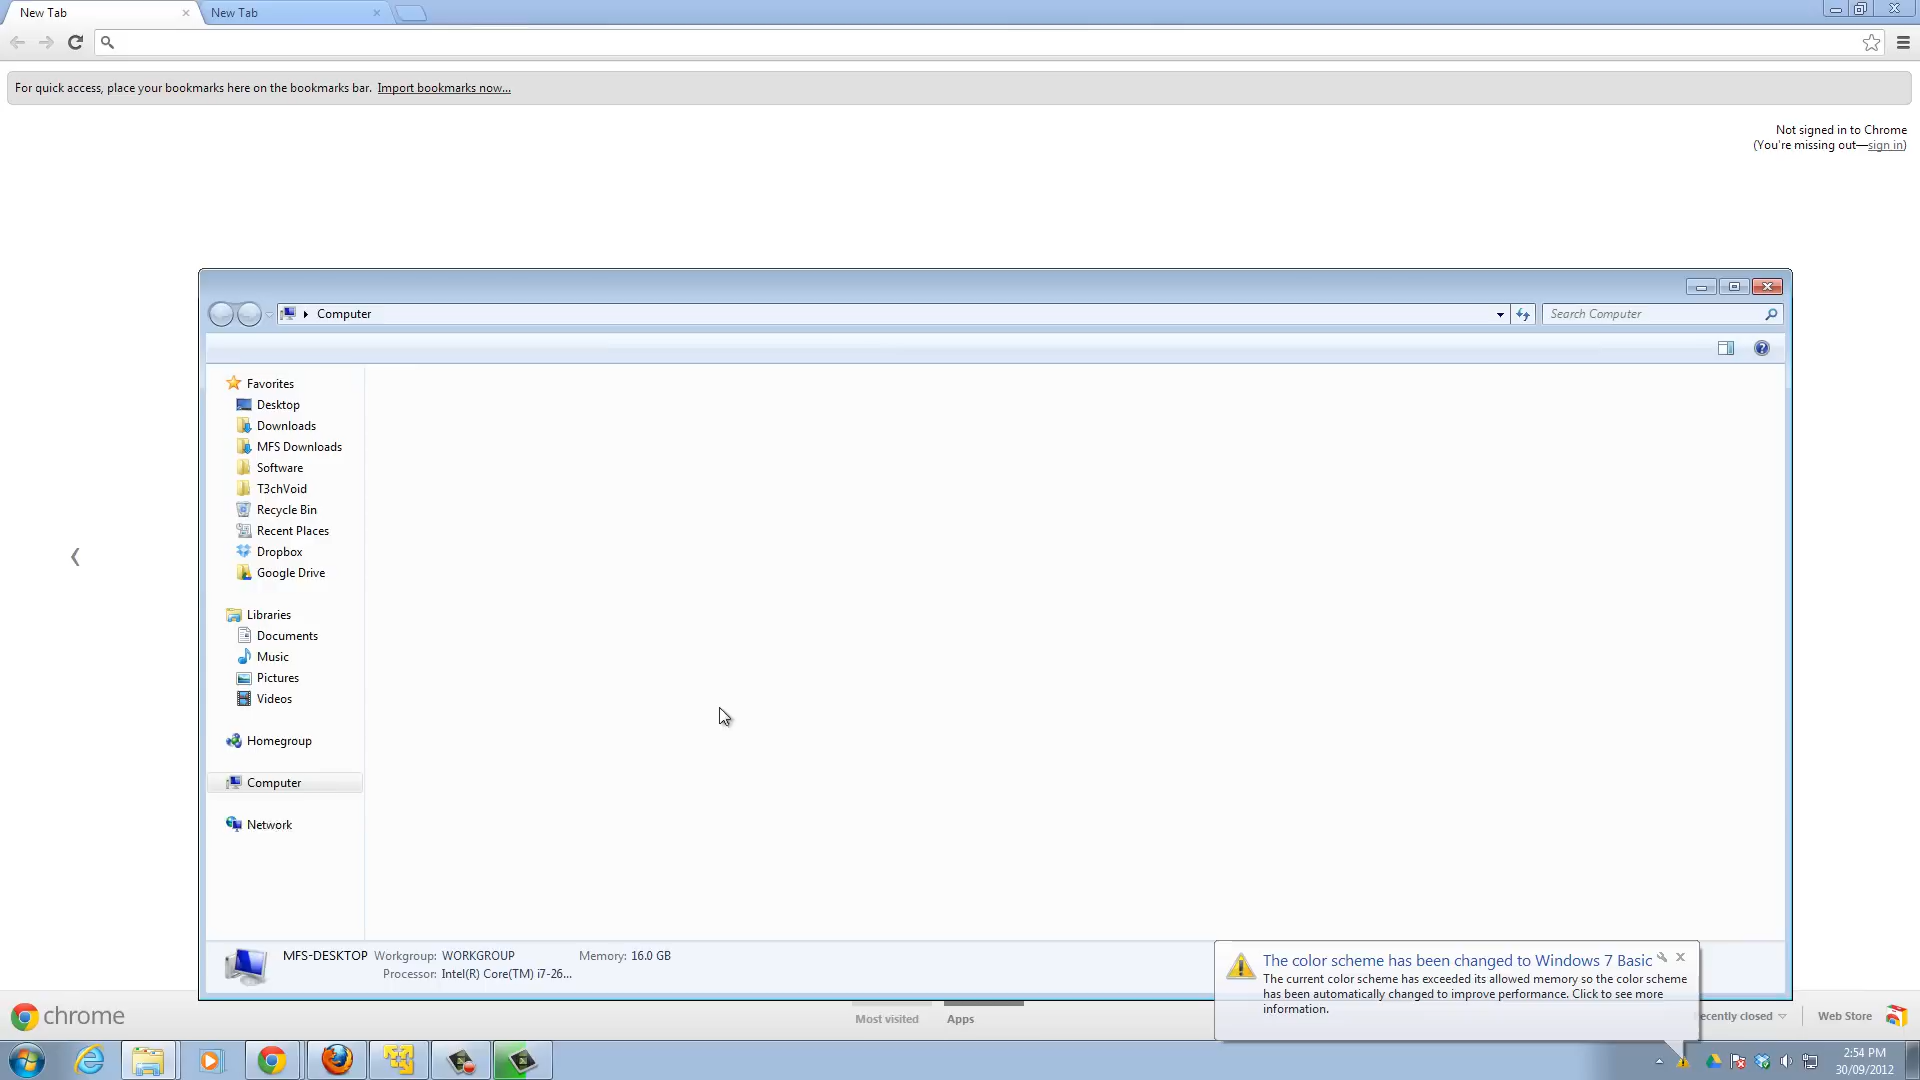 New Tab
New Tab
For quick access, place your bookmarks here on the bookmarks bar. Import bookmarks now...
Not signed in to Chrome
(You're missing out—sign in)
Computer
Search Computer
Favorites
Desktop
Downloads
MFS Downloads
Software
T3chVoid
Recycle Bin
Recent Places
Dropbox
Google Drive
Libraries
Documents
Music
Pictures
Videos
Homegroup
Computer
Network
MFS-DESKTOP Workgroup: WORKGROUP Memory: 16.0 GB
Processor: Intel(R) Core(TM) i7-26...
The color scheme has been changed to Windows 7 Basic
The current color scheme has exceeded its allowed memory so the color scheme
has been automatically changed to improve performance. Click to see more
information.
chrome
Most visited
Apps
ecently closed
Web Store
2:54 PM
30/09/2012